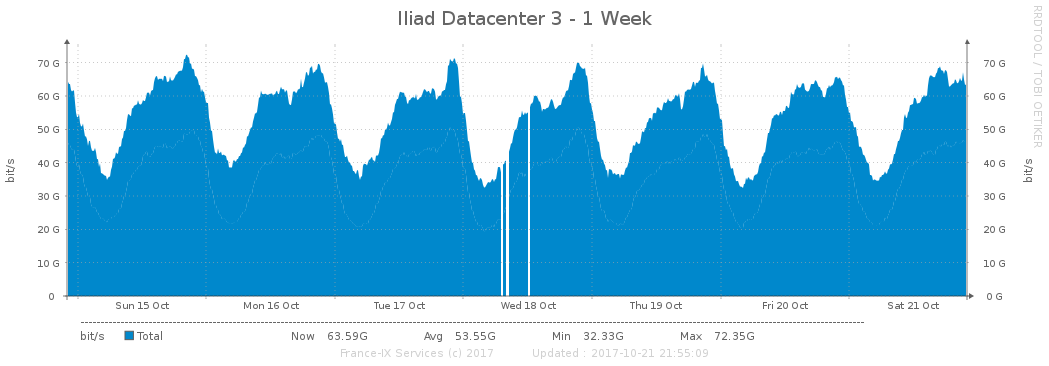 Iliad Datacenter 3 - 1 Week
RRDTOOL / TOBI OETIKER
bit/s
70 G
60 G
50 G
40 G
30 G
20 G
10 G
0
70 G
60 G
50 G
40 G
30 G
20 G
10 G
0 G
bit/s
Sun 15 Oct Mon 16 Oct Tue 17 Oct Wed 18 Oct Thu 19 Oct Fri 20 Oct Sat 21 Oct
bit/s Total Now 63.59G Avg 53.55G Min 32.33G Max 72.35G
France-IX Services (c) 2017 Updated : 2017-10-21 21:55:09